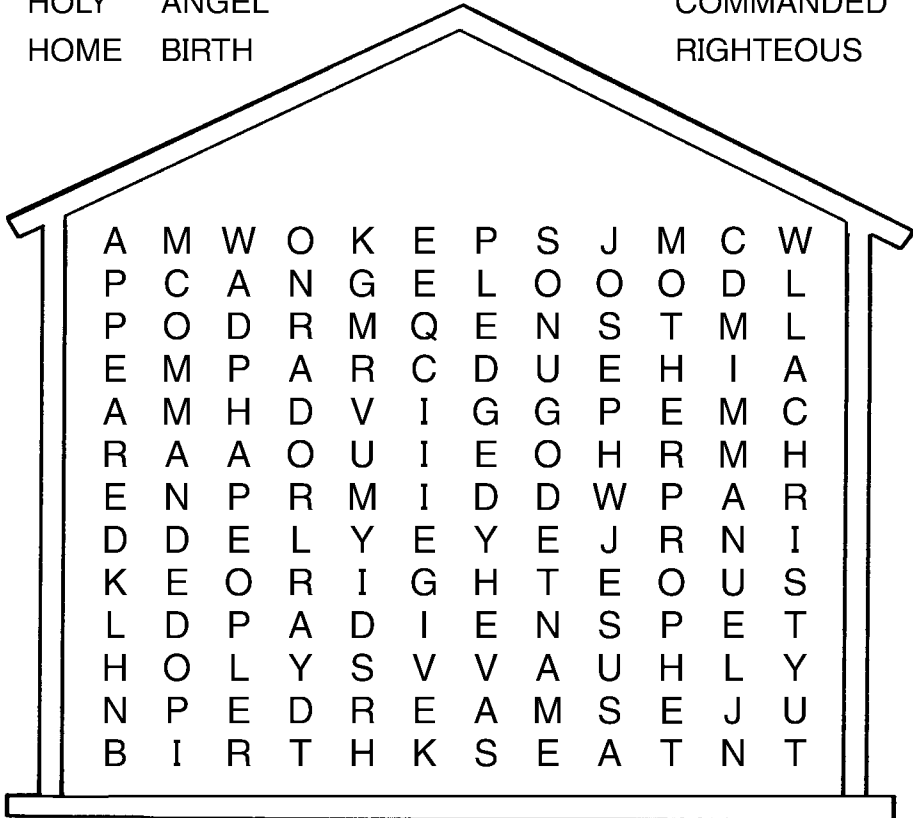 HOLY ANGEL COMMANDED
HOME BIRTH RIGHTEOUS
A M W O K E P S J M C W
P C A N G E L O O O D L
P O D R M Q E N S T M L
E M P A R C D U E H I A
A M H D V I G G P E M C
R A A O U I E O H R M H
E N P R M I D D W P A R
D D E L Y E Y E J R N I
K E O R I G H T E O U S
L D P A D I E N S P E T
H O L Y S V V A U H L Y
N P E D R E A M S E J U
B I R T H K S E A T N T